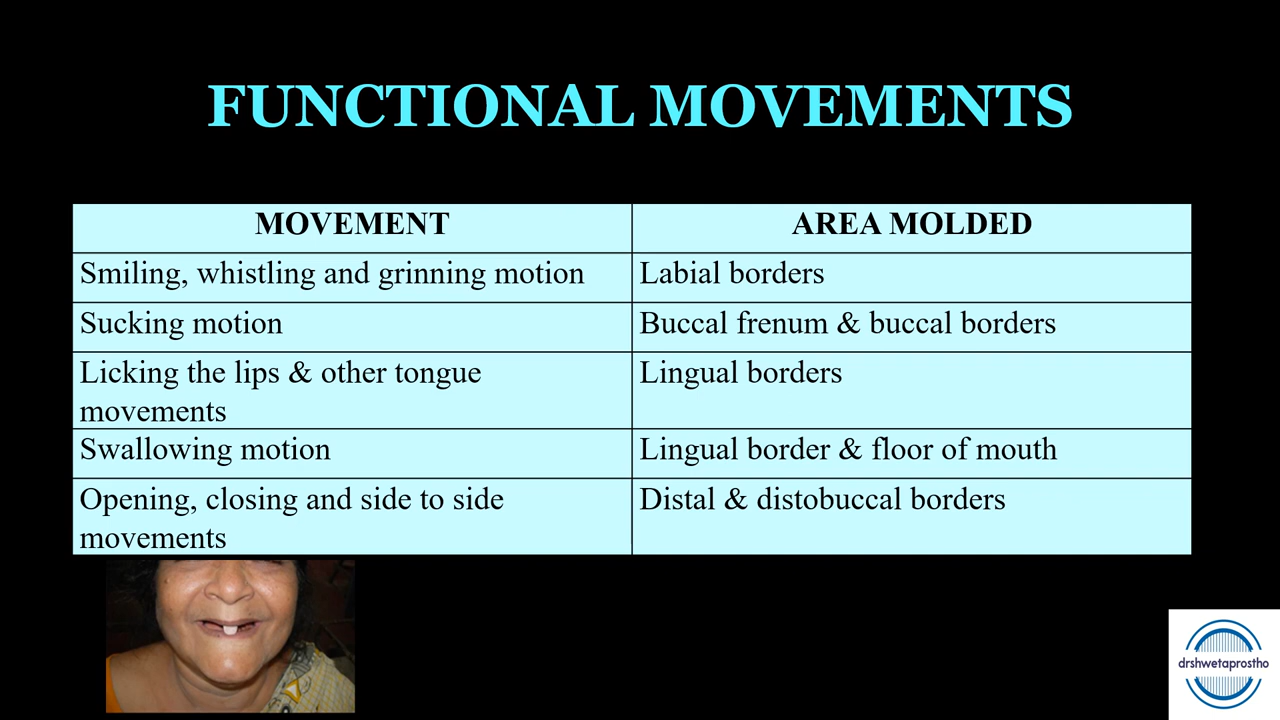 FUNCTIONAL MOVEMENTS
MOVEMENT
AREA MOLDED
Smiling, whistling and grinning motion
Labial borders
Sucking motion
Buccal frenum & buccal borders
Licking the lips & other tongue
movements
Lingual borders
Swallowing motion
Lingual border & floor of mouth
Opening, closing and side to side
movements
Distal & distobuccal borders
drshwetaprostho